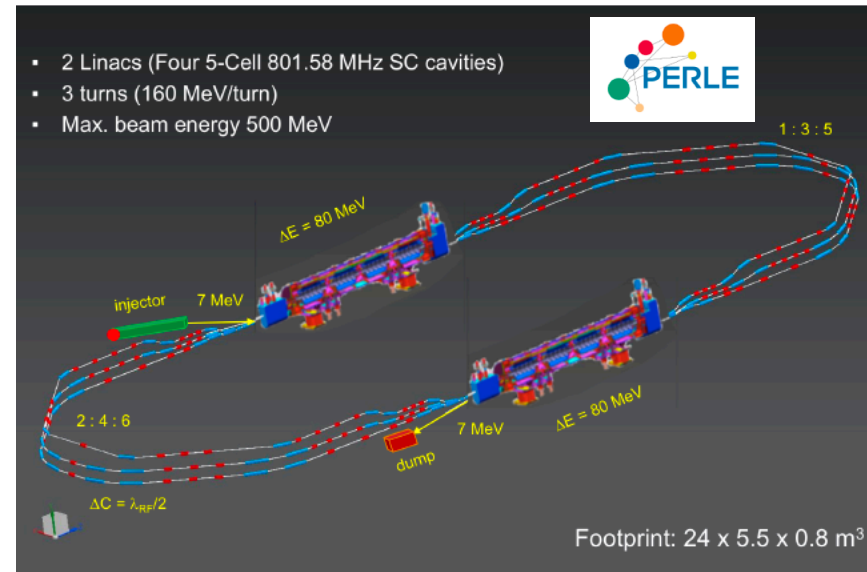 ▪ 2 Linacs (Four 5-Cell 801.58 MHz SC cavities)
▪ 3 turns (160 MeV/turn)
▪ Max. beam energy 500 MeV
PERLE
1 : 3 : 5
ΔE = 80 MeV
injector
7 MeV
2 : 4 : 6
7 MeV
ΔE = 80 MeV
dump
ΔC = λRF/2
Footprint: 24 x 5.5 x 0.8 m³